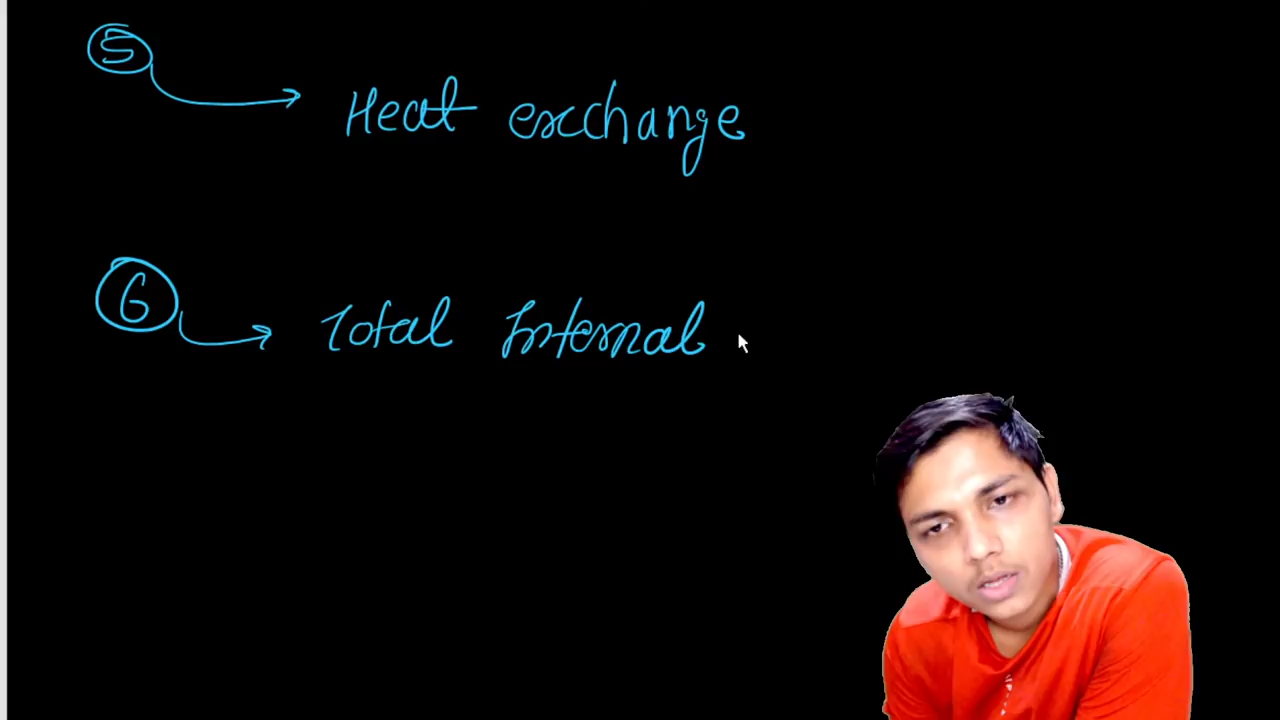 5 → Heat exchange
6 → Total Internal